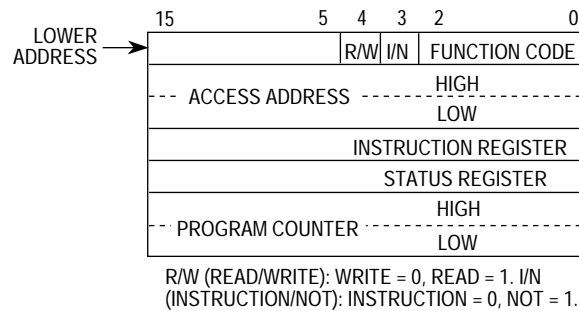 15 5 4 3 2 0
LOWER
ADDRESS
R/W I/N FUNCTION CODE
HIGH
ACCESS ADDRESS
LOW
INSTRUCTION REGISTER
STATUS REGISTER
HIGH
PROGRAM COUNTER
LOW
R/W (READ/WRITE): WRITE = 0, READ = 1. I/N
(INSTRUCTION/NOT): INSTRUCTION = 0, NOT = 1.